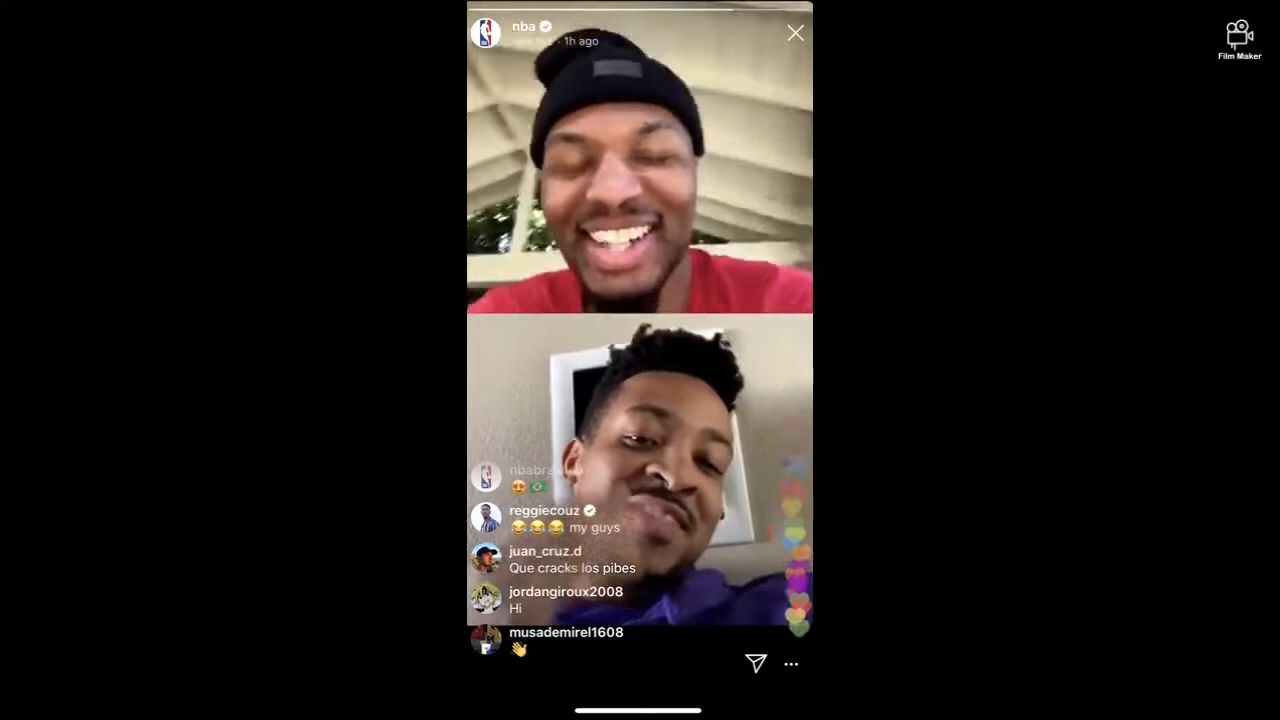 nba
1h ago
Film Maker
reggiecouz
😂😂😂 my guys
juan_cruz.d
Que cracks los pibes
jordangiroux2008
Hi
musademirel1608
👋